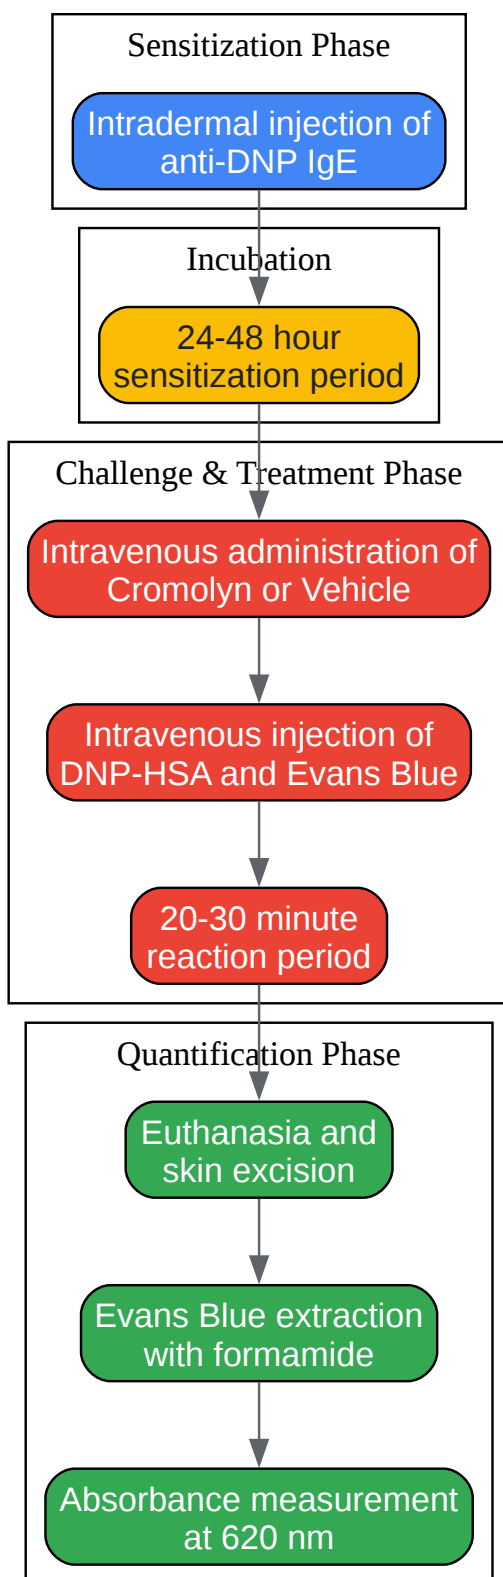 Sensitization Phase
Intradermal injection of
anti-DNP IgE
Incubation
24-48 hour
sensitization period
Challenge & Treatment Phase
Intravenous administration of
Cromolyn or Vehicle
Intravenous injection of
DNP-HSA and Evans Blue
20-30 minute
reaction period
Quantification Phase
Euthanasia and
skin excision
Evans Blue extraction
with formamide
Absorbance measurement
at 620 nm